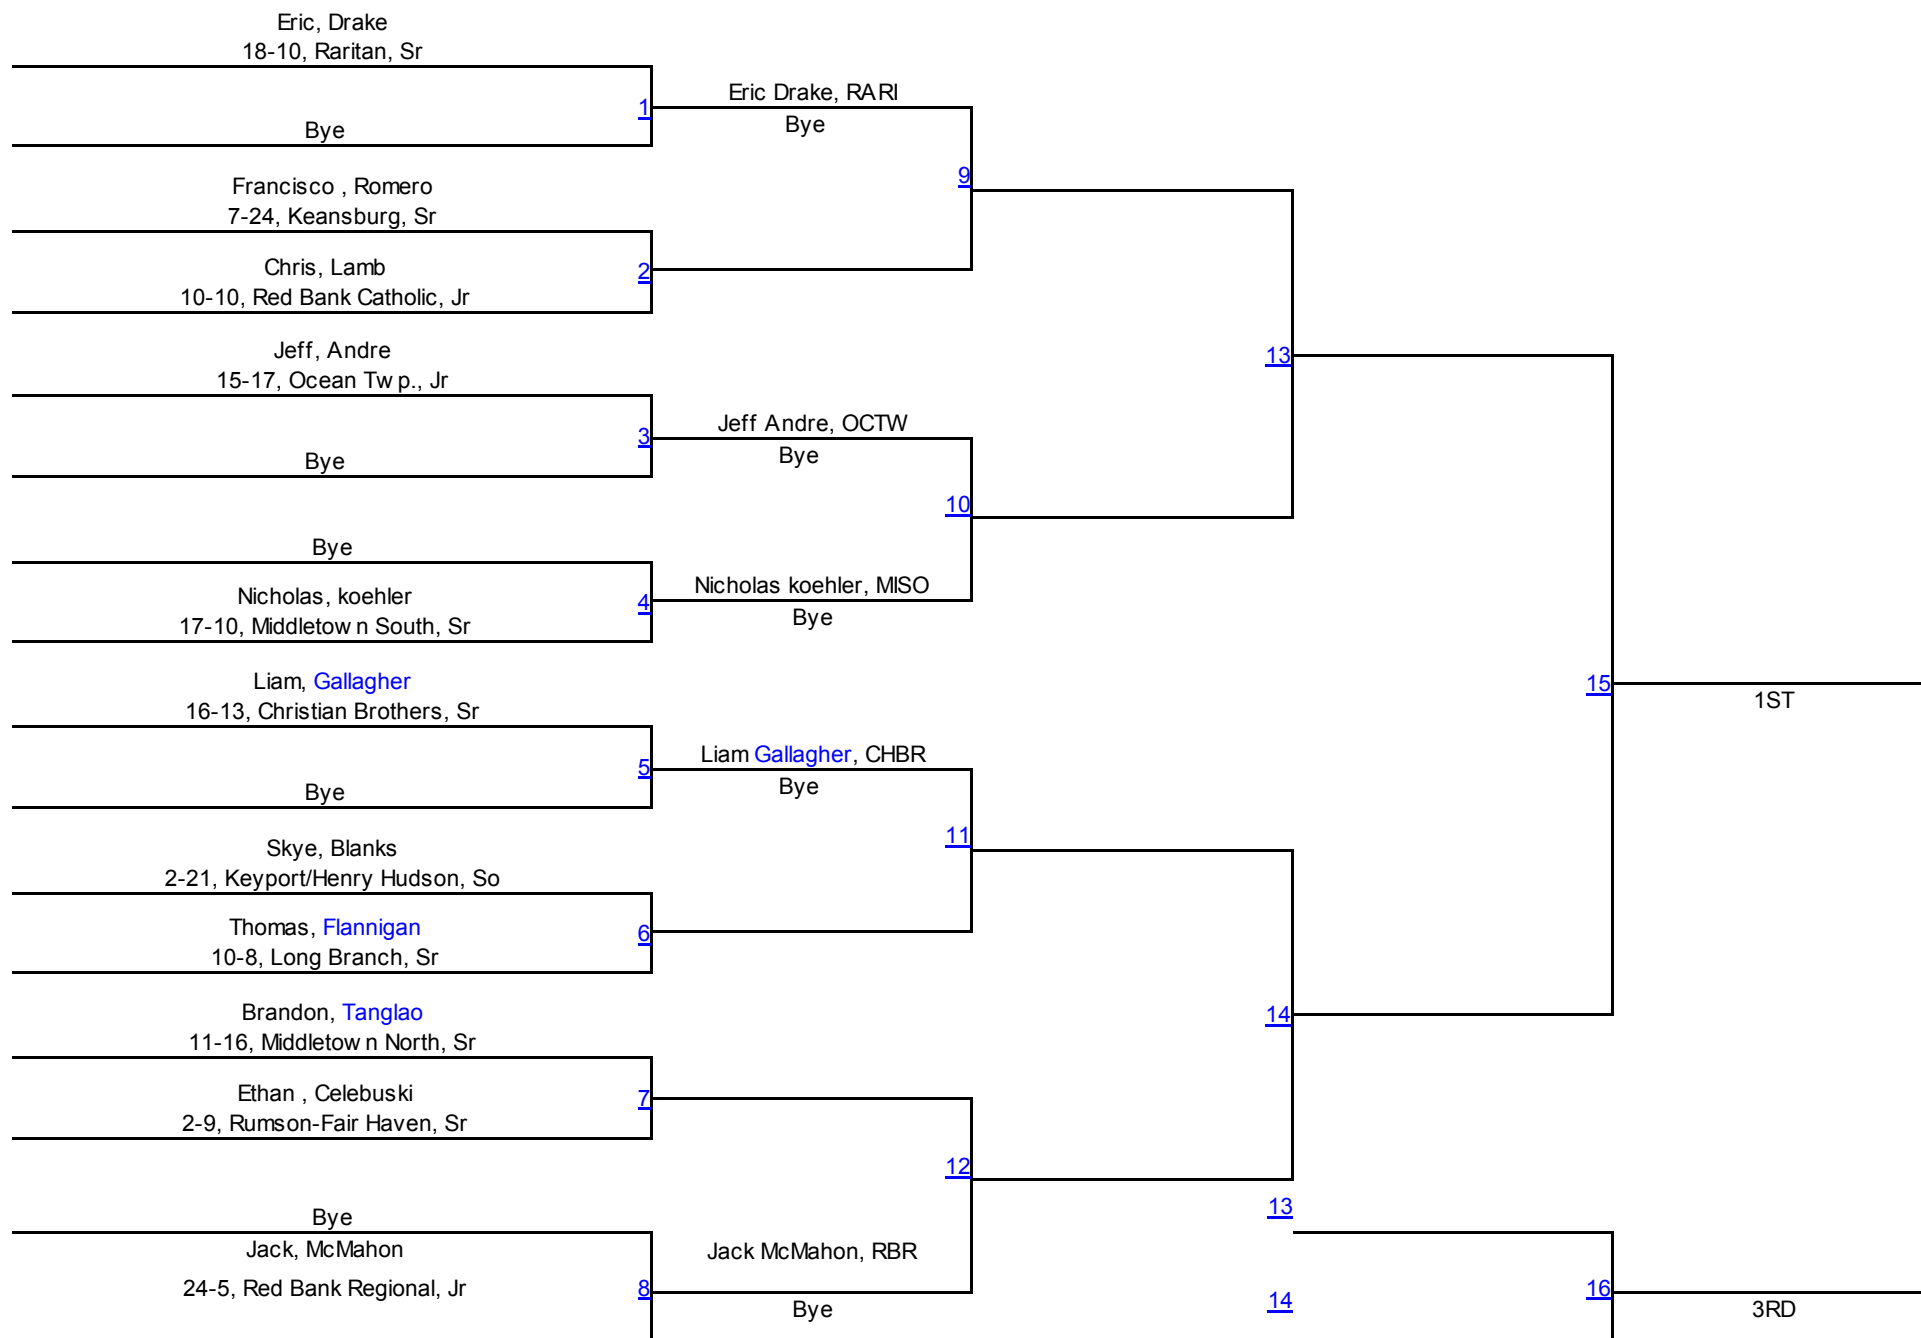 Eric, Drake
18-10, Raritan, Sr
1
Eric Drake, RARI
Bye
Bye
Francisco , Romero
7-24, Keansburg, Sr
9
Chris, Lamb
10-10, Red Bank Catholic, Jr
2
Jeff, Andre
15-17, Ocean Twp., Jr
13
3
Jeff Andre, OCTW
Bye
Bye
10
Bye
Nicholas, koehler
17-10, Middletown South, Sr
4
Nicholas koehler, MISO
Bye
Liam, Gallagher
16-13, Christian Brothers, Sr
15
1ST
5
Liam Gallagher, CHBR
Bye
Bye
11
Skye, Blanks
2-21, Keyport/Henry Hudson, So
Thomas, Flannigan
10-8, Long Branch, Sr
6
Brandon, Tanglao
11-16, Middletown North, Sr
14
Ethan , Celebuski
2-9, Rumson-Fair Haven, Sr
7
12
13
Bye
Jack, McMahon
24-5, Red Bank Regional, Jr
8
Jack McMahon, RBR
Bye
14
16
3RD